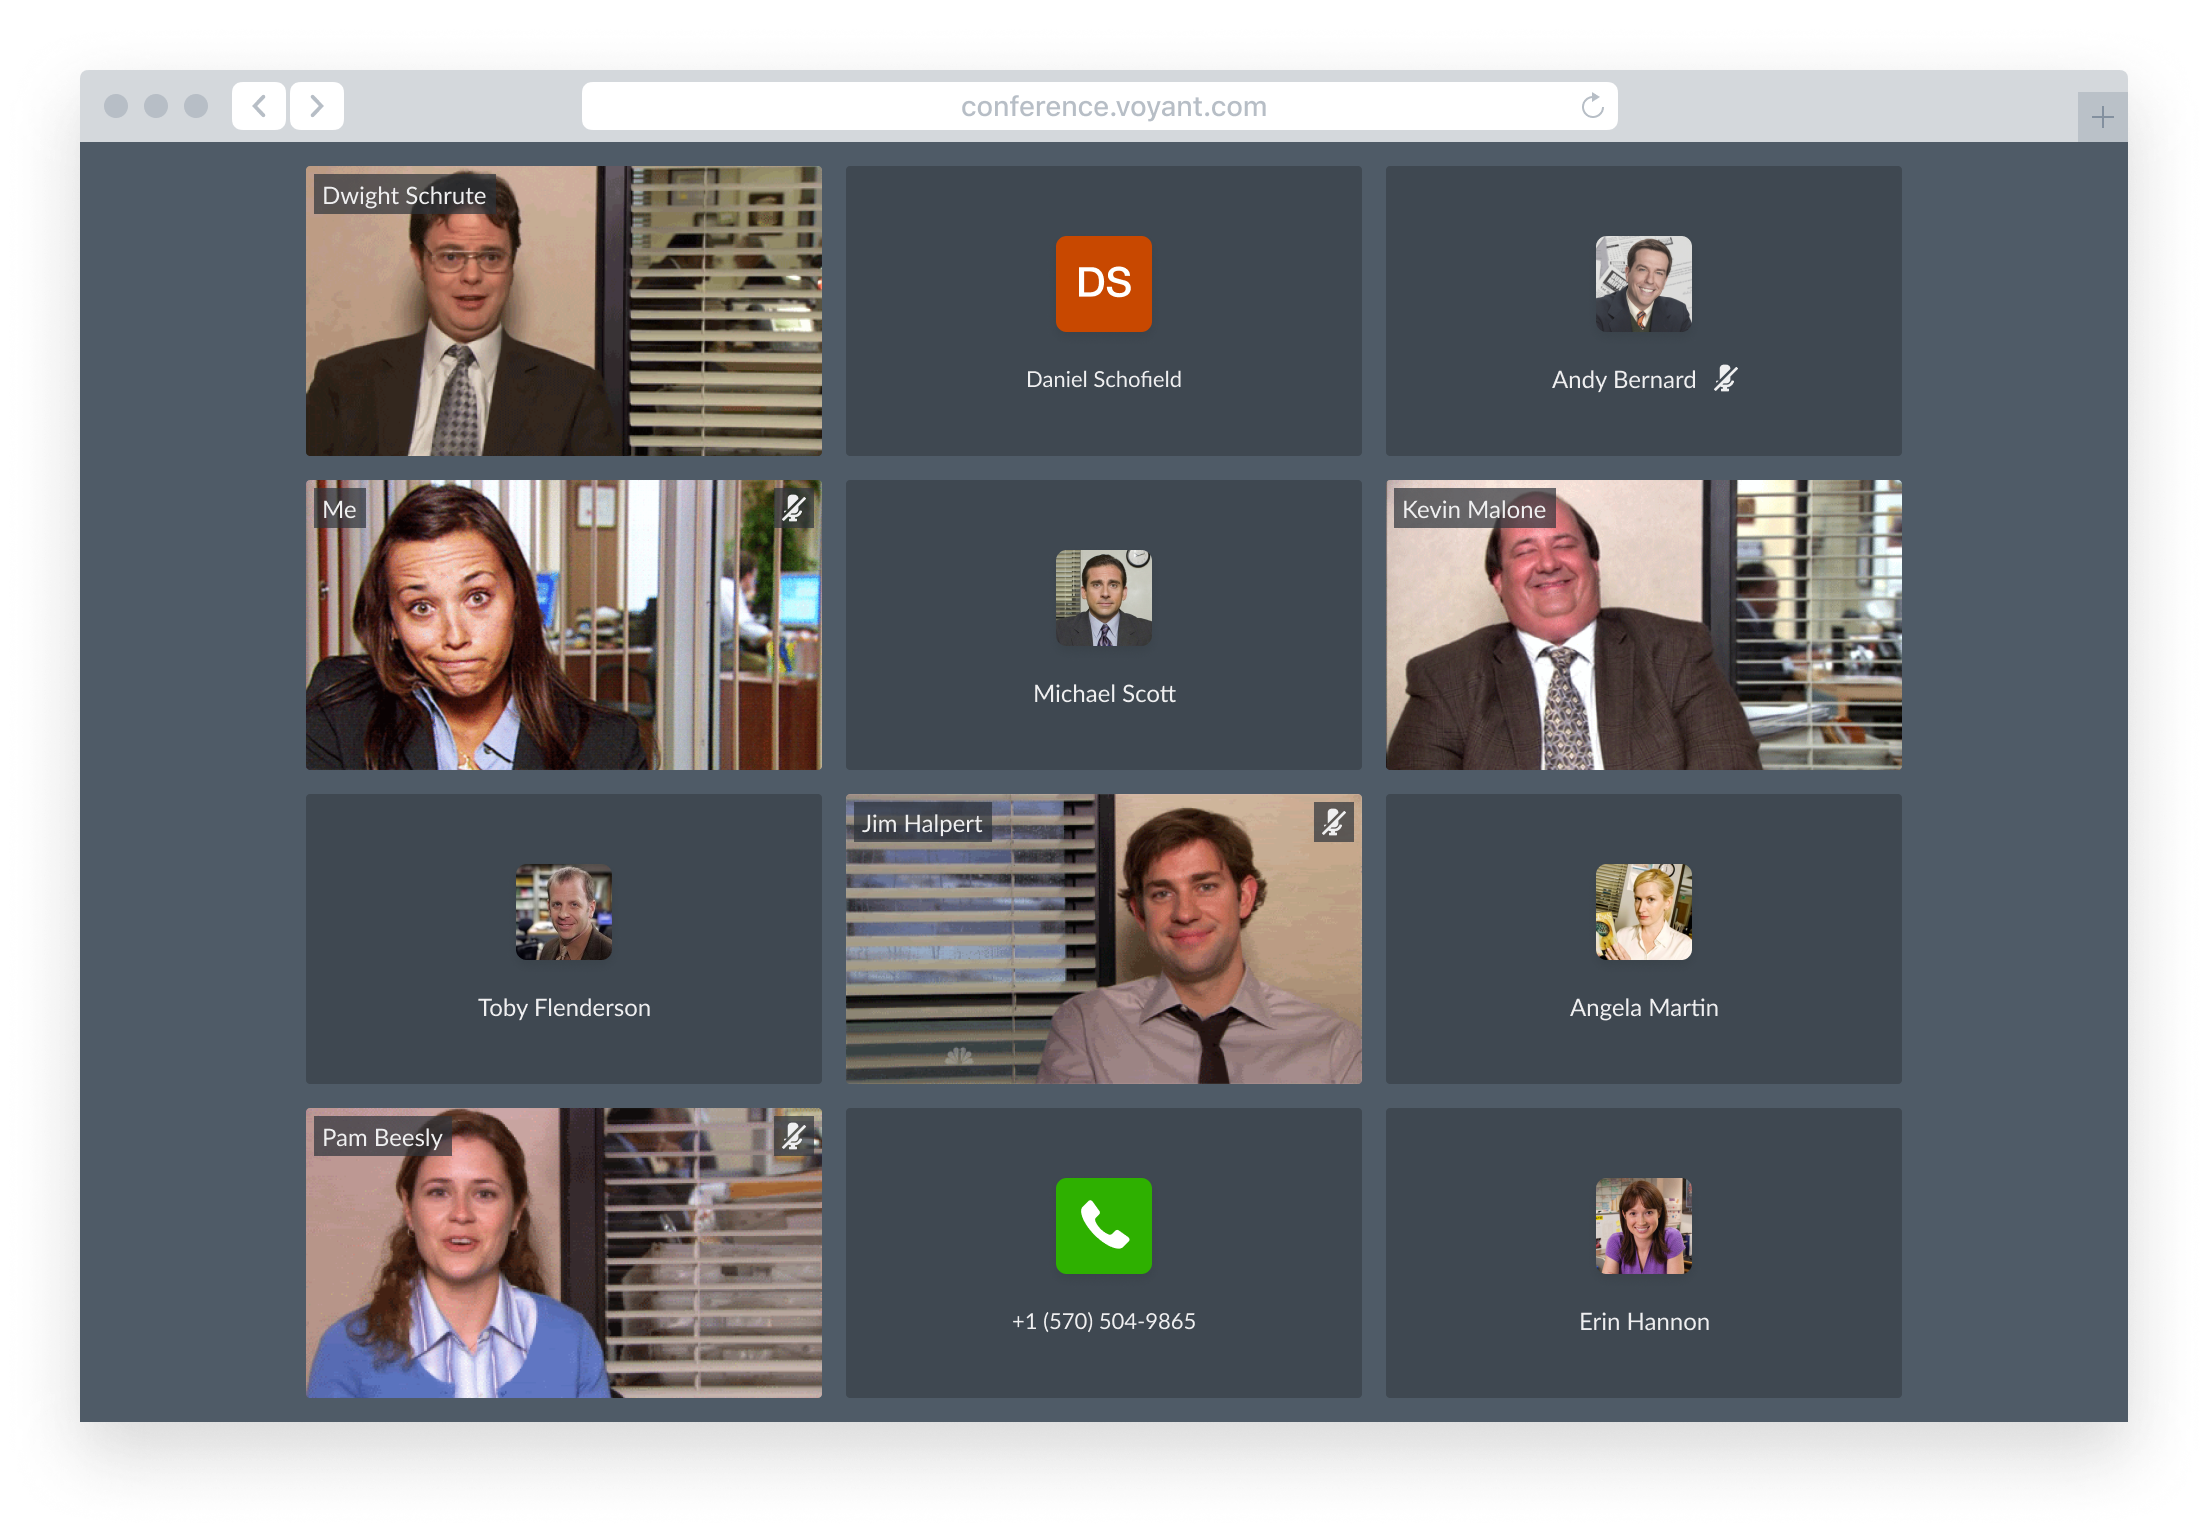 conference.voyant.com
Dwight Schrute
DS
Daniel Schofield
Andy Bernard
Me
Michael Scott
Kevin Malone
Toby Flenderson
Jim Halpert
Angela Martin
Pam Beesly
+1 (570) 504-9865
Erin Hannon